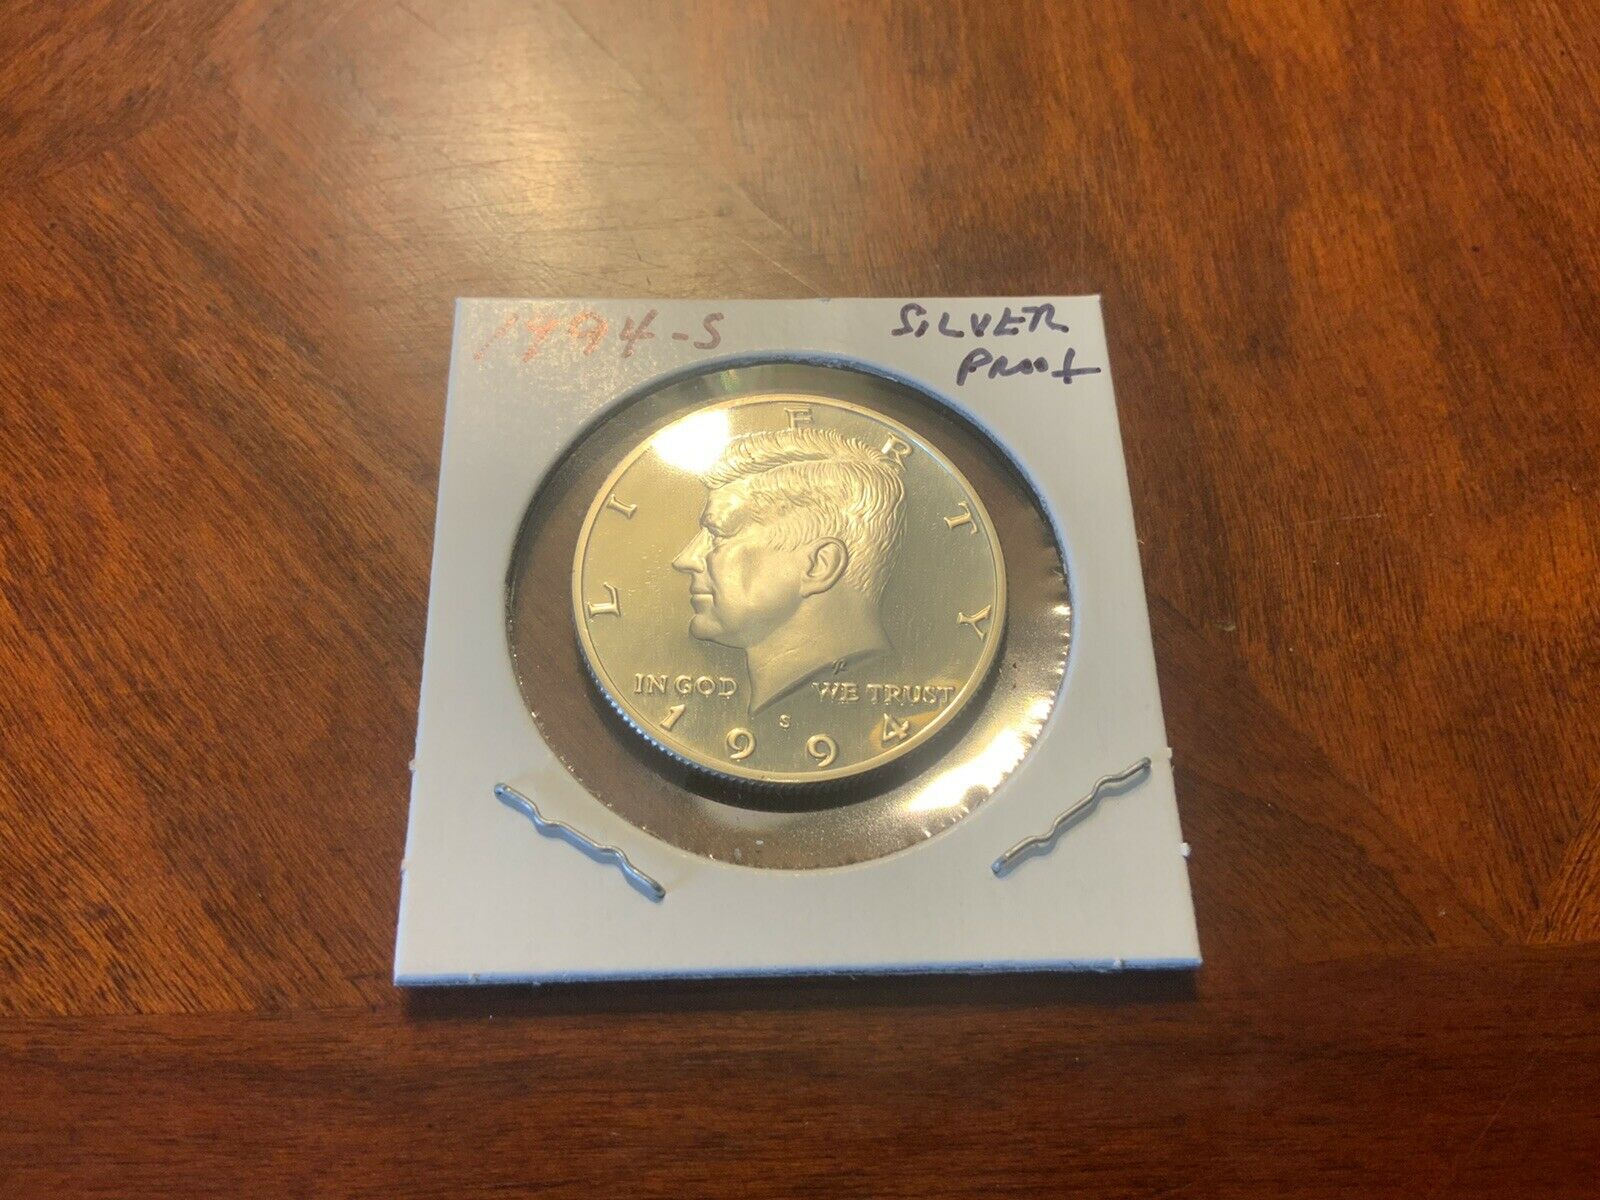 1994-S
SILVER
PROOF
LIBERTY
IN GOD WE TRUST
S
1994